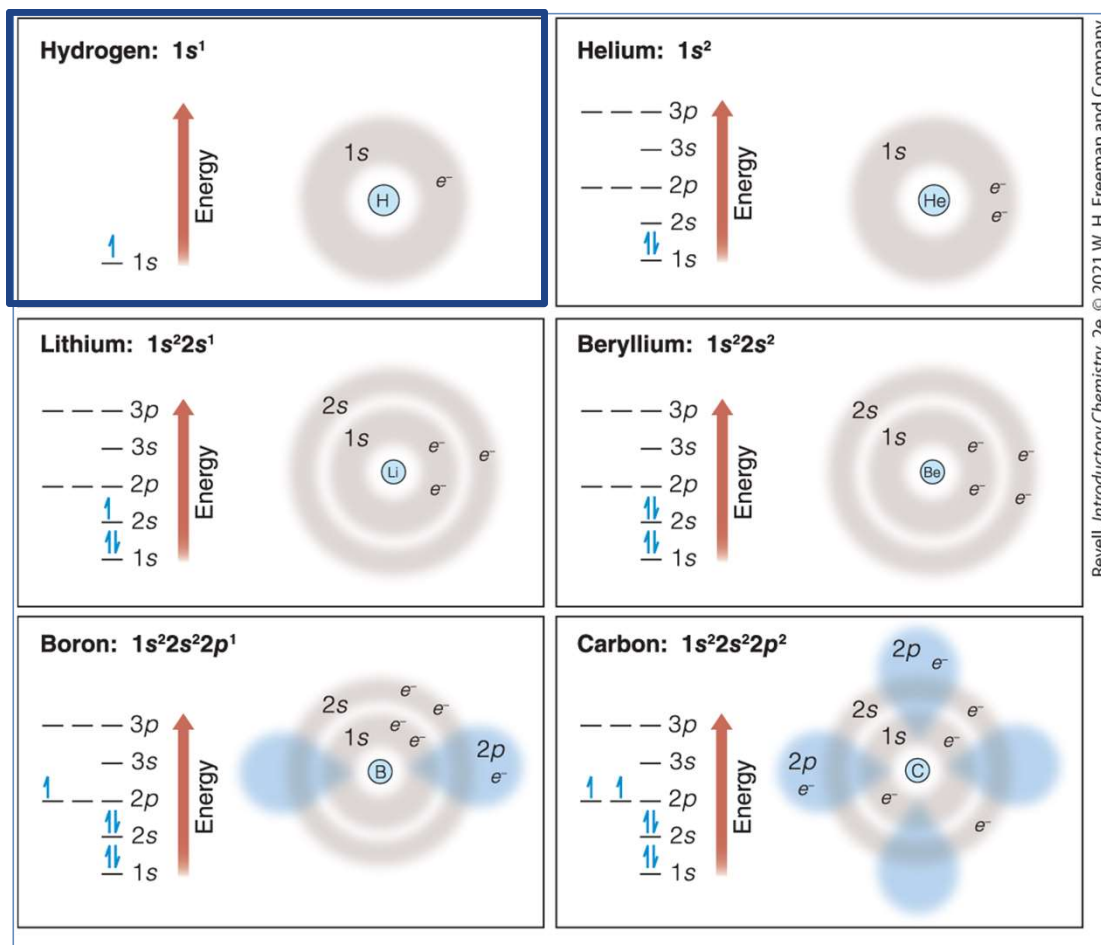 Hydrogen: 1s¹
Energy
1s
1s
e⁻
H
Helium: 1s²
3p
3s
2p
2s
1s
Energy
1s
e⁻
e⁻
He
Lithium: 1s²2s¹
3p
3s
2p
2s
1s
Energy
2s
1s
e⁻
e⁻
e⁻
Li
Beryllium: 1s²2s²
3p
3s
2p
2s
1s
Energy
2s
1s
e⁻
e⁻
e⁻
e⁻
Be
Boron: 1s²2s²2p¹
3p
3s
2p
2s
1s
Energy
2s
1s
e⁻
e⁻
e⁻
e⁻
2p
e⁻
B
Carbon: 1s²2s²2p²
3p
3s
2p
2s
1s
Energy
2p e⁻
2s
1s
e⁻
e⁻
2p
e⁻
e⁻
e⁻
C
Revell, Introductory Chemistry, 2e, © 2021 W. H. Freeman and Company